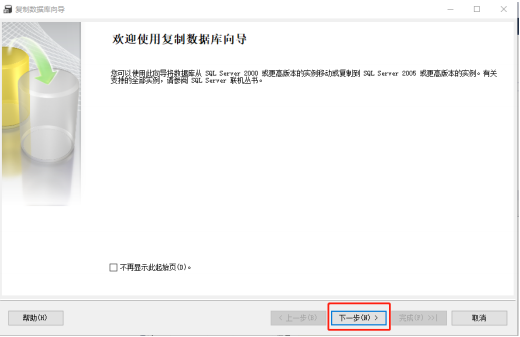 复制数据库向导
欢迎使用复制数据库向导
您可以使用此向导将数据库从 SQL Server 2000 或更高版本的实例移动或复制到 SQL Server 2005 或更高版本的实例。有关
支持的全部实例，请参阅 SQL Server 联机丛书。
不再显示此起始页(D)。
帮助(H)
< 上一步(B)
下一步(N) >
完成(F) >>|
取消